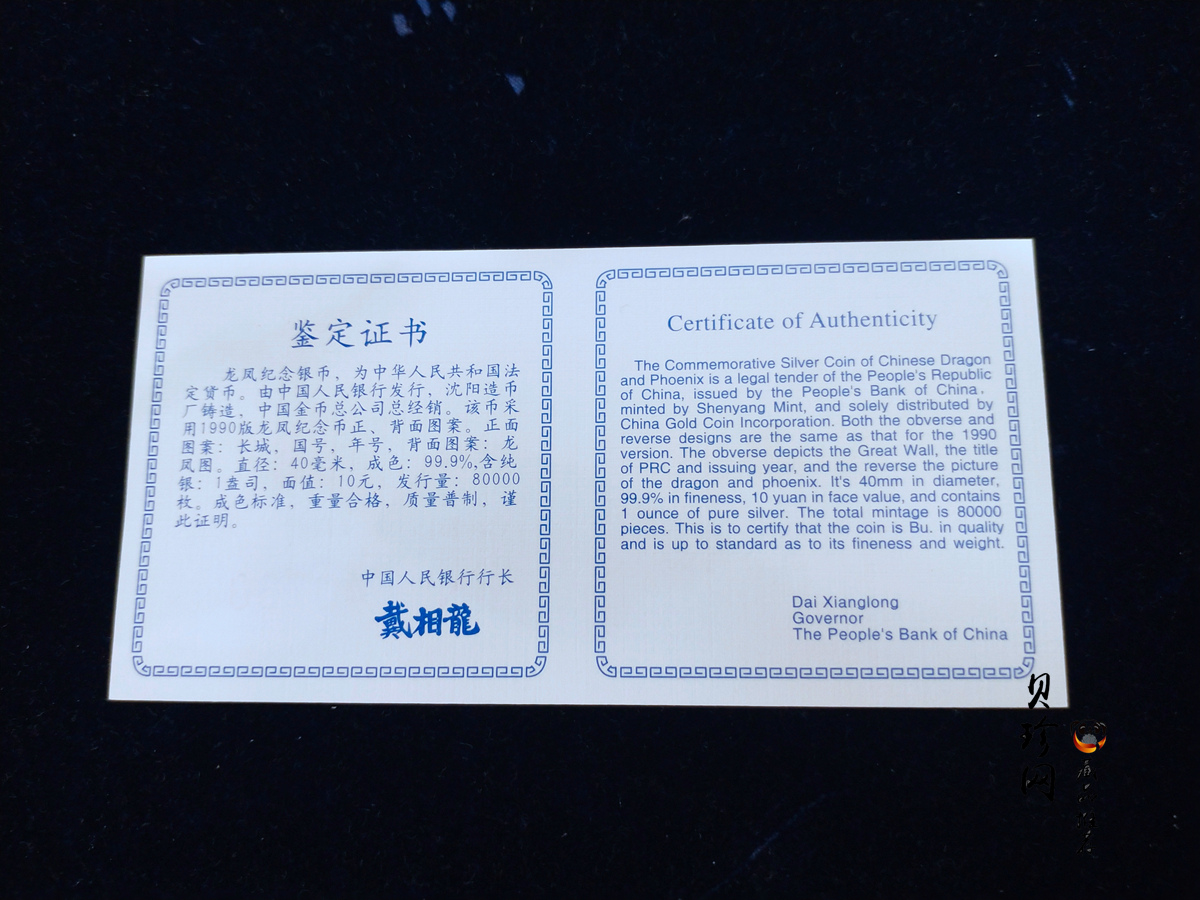 鉴定证书
龙凤纪念银币，为中华人民共和国法
定货币。由中国人民银行发行，沈阳造币
厂铸造，中国金币总公司总经销。该币采
用1990版龙凤纪念币正、背面图案。正面
图案：长城，国号，年号，背面图案：龙
凤图。直径：40毫米，成色：99.9%,含纯
银：1盎司，面值：10元，发行量：80000
枚。成色标准，重量合格，质量普制，谨
此证明。
中国人民银行行长
戴相龍
Certificate of Authenticity
The Commemorative Silver Coin of Chinese Dragon
and Phoenix is a legal tender of the People's Republic
of China, issued by the People's Bank of China,
minted by Shenyang Mint, and solely distributed by
China Gold Coin Incorporation. Both the obverse and
reverse designs are the same as that for the 1990
version. The obverse depicts the Great Wall, the title
of PRC and issuing year, and the reverse the picture
of the dragon and phoenix. It's 40mm in diameter,
99.9% in fineness, 10 yuan in face value, and contains
1 ounce of pure silver. The total mintage is 80000
pieces. This is to certify that the coin is Bu. in quality
and is up to standard as to its fineness and weight.
Dai Xianglong
Governor
The People's Bank of China
贝珍网